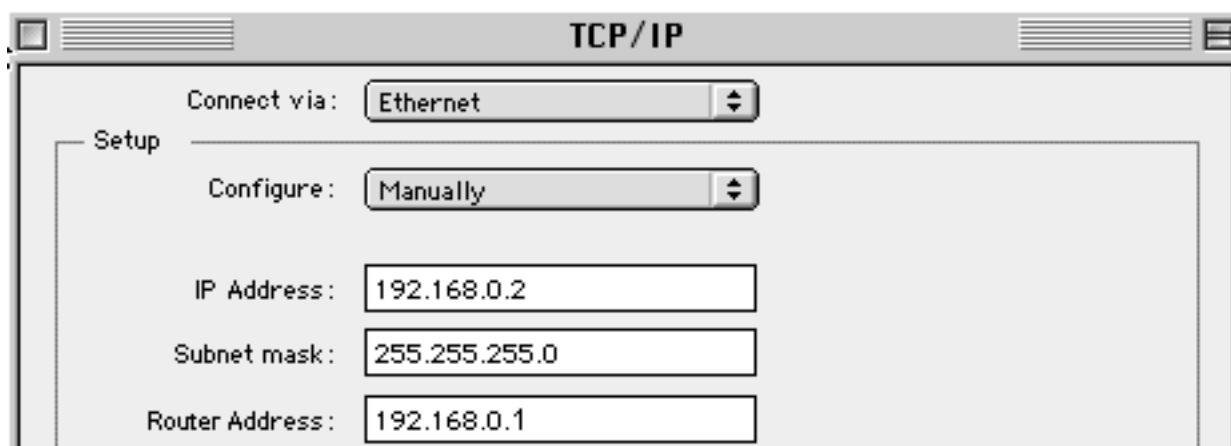 TCP/IP
Connect via: Ethernet
Setup
Configure: Manually
IP Address: 192.168.0.2
Subnet mask: 255.255.255.0
Router Address: 192.168.0.1